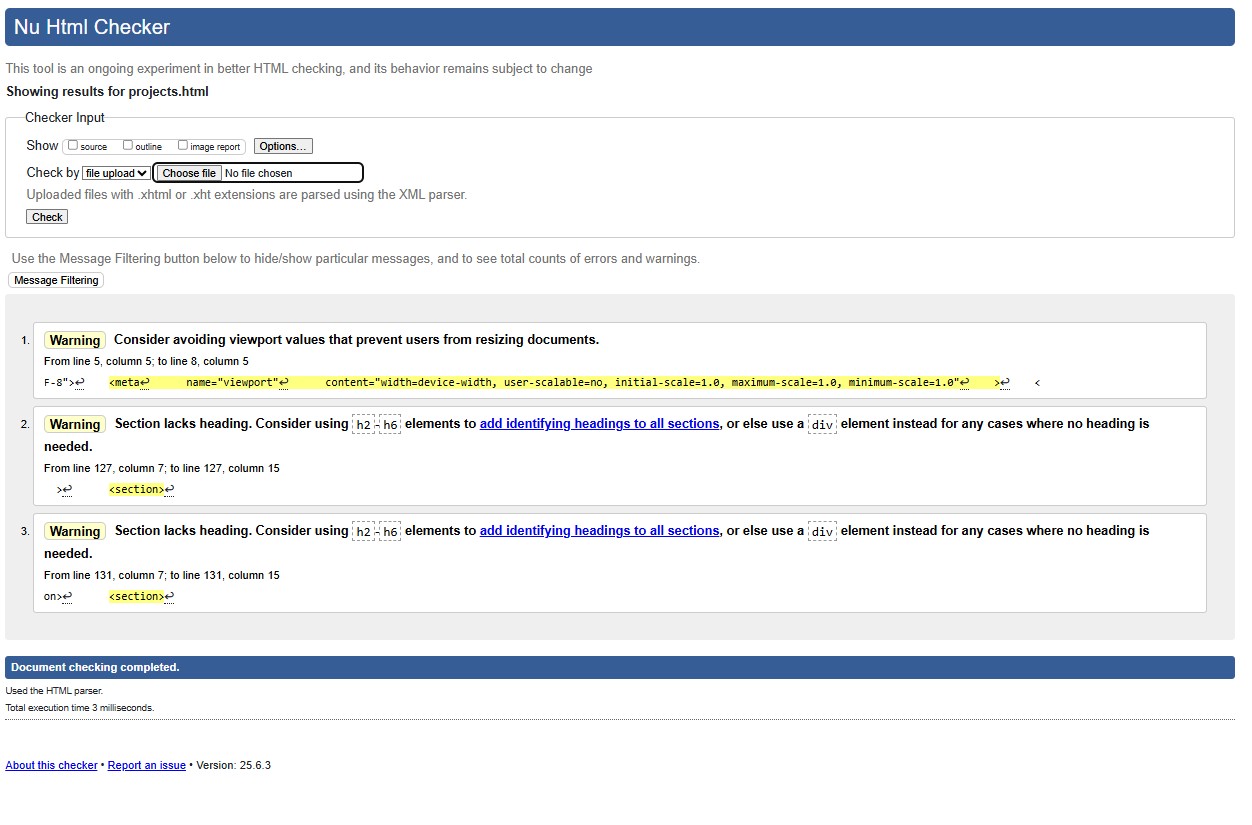 Nu Html Checker
This tool is an ongoing experiment in better HTML checking, and its behavior remains subject to change
Showing results for projects.html
Checker Input
Show source outline image report Options...
Check by file upload Choose file No file chosen
Uploaded files with .xhtml or .xht extensions are parsed using the XML parser.
Check
Use the Message Filtering button below to hide/show particular messages, and to see total counts of errors and warnings.
Message Filtering
1. Warning Consider avoiding viewport values that prevent users from resizing documents.
From line 5, column 5; to line 8, column 5
F-8">↩ <meta↩ name="viewport"↩ content="width=device-width, user-scalable=no, initial-scale=1.0, maximum-scale=1.0, minimum-scale=1.0"↩ >↩ <
2. Warning Section lacks heading. Consider using h2-h6 elements to add identifying headings to all sections, or else use a div element instead for any cases where no heading is
needed.
From line 127, column 7; to line 127, column 15
>↩ <section>↩
3. Warning Section lacks heading. Consider using h2-h6 elements to add identifying headings to all sections, or else use a div element instead for any cases where no heading is
needed.
From line 131, column 7; to line 131, column 15
on>↩ <section>↩
Document checking completed.
Used the HTML parser.
Total execution time 3 milliseconds.
About this checker • Report an issue • Version: 25.6.3